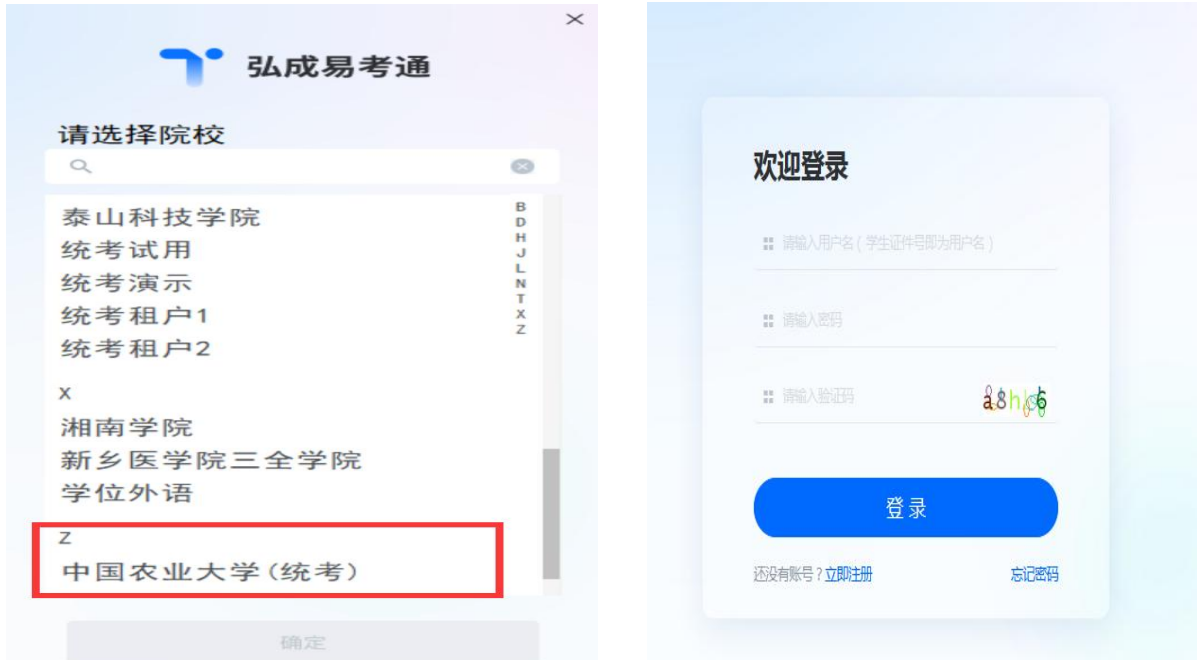 弘成易考通
请选择院校
泰山科技学院
统考试用
统考演示
统考租户1
统考租户2
X
湘南学院
新乡医学院三全学院
学位外语
Z
中国农业大学(统考)
B
D
H
J
L
N
T
X
Z
确定
欢迎登录
请输入用户名(学生证件号即为用户名)
请输入密码
请输入验证码
登录
还没有账号?立即注册
忘记密码